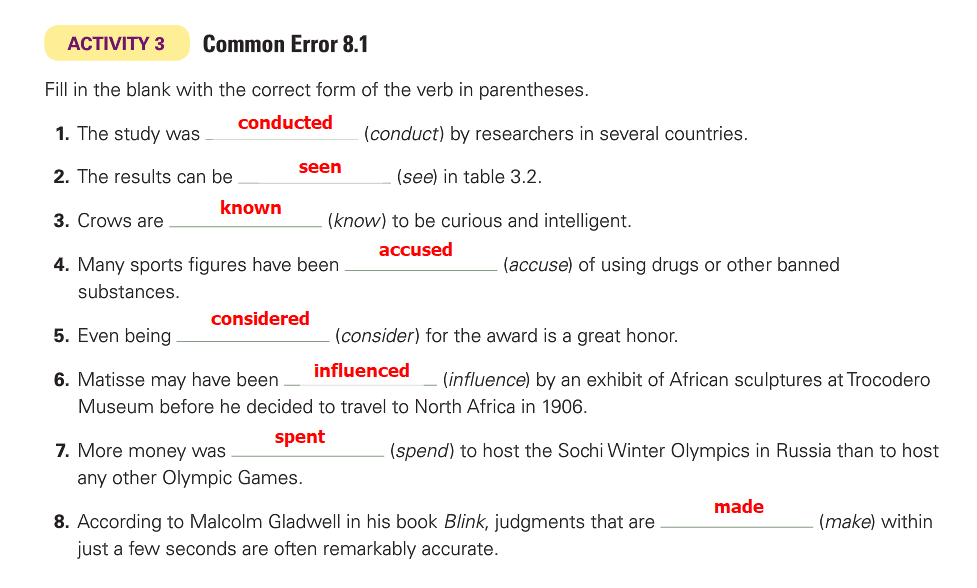 ACTIVITY 3 Common Error 8.1
Fill in the blank with the correct form of the verb in parentheses.
1. The study was conducted (conduct) by researchers in several countries.
2. The results can be seen (see) in table 3.2.
3. Crows are known (know) to be curious and intelligent.
4. Many sports figures have been accused (accuse) of using drugs or other banned
substances.
5. Even being considered (consider) for the award is a great honor.
6. Matisse may have been influenced (influence) by an exhibit of African sculptures at Trocodero
Museum before he decided to travel to North Africa in 1906.
7. More money was spent (spend) to host the Sochi Winter Olympics in Russia than to host
any other Olympic Games.
8. According to Malcolm Gladwell in his book Blink, judgments that are made (make) within
just a few seconds are often remarkably accurate.